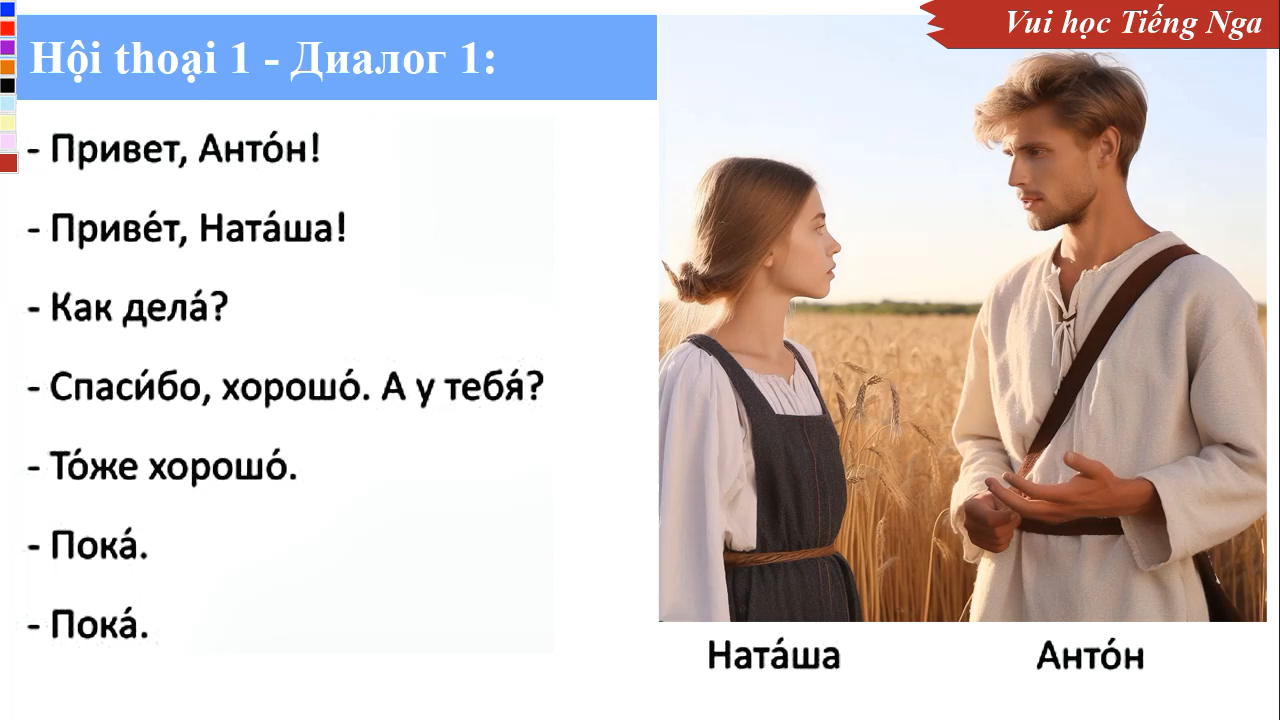 Vui học Tiếng Nga
Hội thoại 1 - Диалог 1:
- Привет, Анто́н!
- Приве́т, Ната́ша!
- Как дела́?
- Спаси́бо, хорошо́. А у тебя́?
- То́же хорошо́.
- Пока́.
- Пока́.
Ната́ша
Анто́н